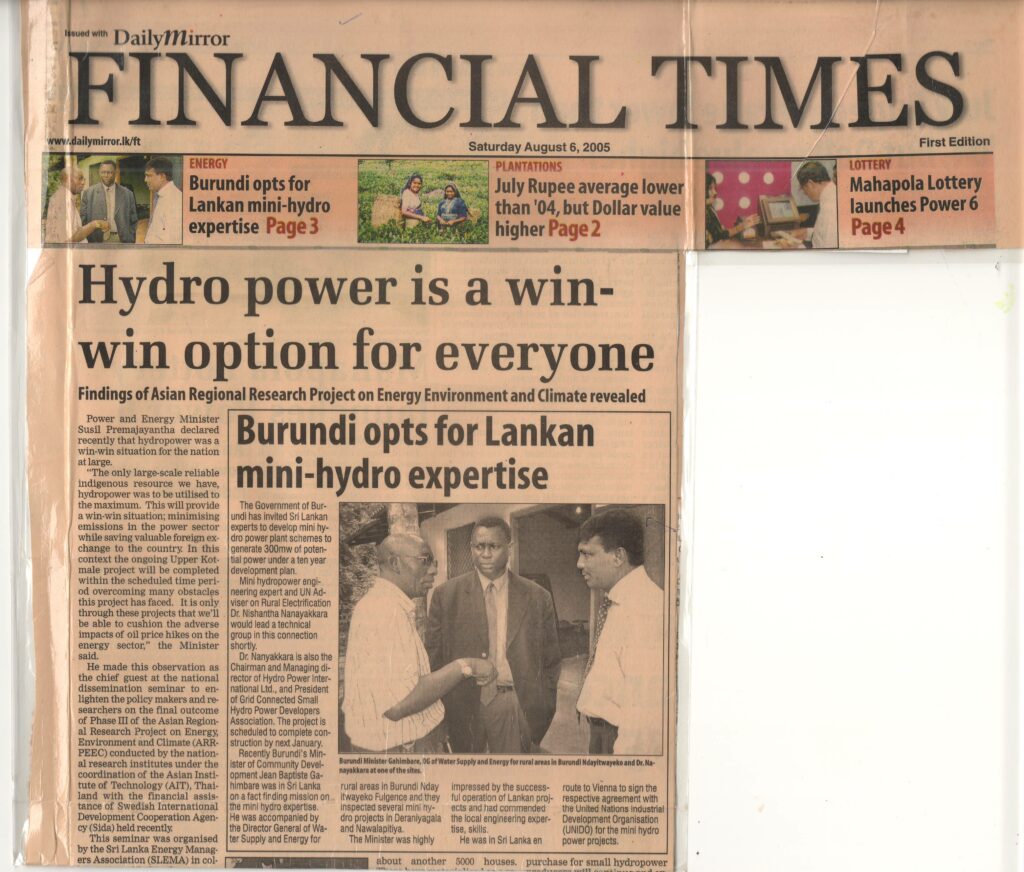 Issued with DailyMirror
FINANCIAL TIMES
www.dailymirror.lk/ft
Saturday August 6, 2005
First Edition
ENERGY
Burundi opts for
Lankan mini-hydro
expertise Page 3
PLANTATIONS
July Rupee average lower
than '04, but Dollar value
higher Page 2
LOTTERY
Mahapola Lottery
launches Power 6
Page 4
Hydro power is a win-
win option for everyone
Findings of Asian Regional Research Project on Energy Environment and Climate revealed
Power and Energy Minister
Susil Premajayantha declared
recently that hydropower was a
win-win situation for the nation
at large.
"The only large-scale reliable
indigenous resource we have,
hydropower was to be utilised to
the maximum. This will provide
a win-win situation; minimising
emissions in the power sector
while saving valuable foreign ex-
change to the country. In this
context the ongoing Upper Kot-
male project will be completed
within the scheduled time peri-
od overcoming many obstacles
this project has faced. It is only
through these projects that we'll
be able to cushion the adverse
impacts of oil price hikes on the
energy sector," the Minister
said.
He made this observation as
the chief guest at the national
dissemination seminar to en-
lighten the policy makers and re-
searchers on the final outcome
of Phase III of the Asian Region-
al Research Project on Energy,
Environment and Climate (ARR-
PEEC) conducted by the nation-
al research institutes under the
coordination of the Asian Insti-
tute of Technology (AIT), Thai-
land with the financial assis-
tance of Swedish International
Development Cooperation Agen-
cy (Sida) held recently.
This seminar was organised
by the Sri Lanka Energy Manag-
ers Association (SLEMA) in col-
Burundi opts for Lankan
mini-hydro expertise
The Government of Bur-
undi has invited Sri Lankan
experts to develop mini hy-
dro power plant schemes to
generate 300mw of poten-
tial power under a ten year
development plan.
Mini hydropower engi-
neering expert and UN Ad-
viser on Rural Electrification
Dr. Nishantha Nanayakkara
would lead a technical
group in this connection
shortly.
Dr. Nanyakkara is also the
Chairman and Managing di-
rector of Hydro Power Inter-
national Ltd., and President
of Grid Connected Small
Hydro Power Developers
Association. The project is
scheduled to complete con-
struction by next January.
Recently Burundi's Min-
ister of Community Devel-
opment Jean Baptiste Ga-
himbare was in Sri Lanka
on a fact finding mission on
the mini hydro expertise.
He was accompanied by
the Director General of Wa-
ter Supply and Energy for
Burundi Minister Gahimbare, DG of Water Supply and Energy for rural areas in Burundi Ndayitwayeko and Dr. Na-
nayakkara at one of the sites.
rural areas in Burundi Nday
itwayeko Fulgence and they
inspected several mini hy-
dro projects in Deraniyagala
and Nawalapitiya.
The Minister was highly
impressed by the success-
ful operation of Lankan proj-
ects and had commended
the local engineering exper-
tise, skills.
He was in Sri Lanka en
route to Vienna to sign the
respective agreement with
the United Nations Industrial
Development Organisation
(UNIDO) for the mini hydro
power projects.
about another 5000 houses.
purchase for small hydropower